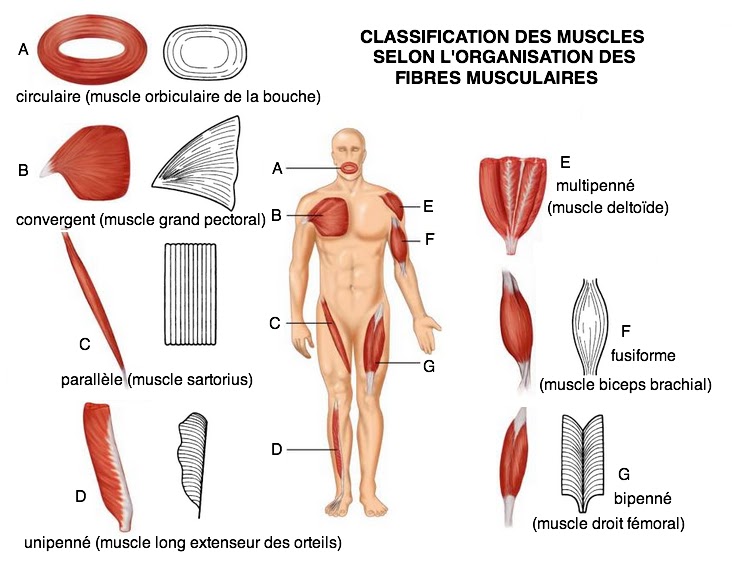 CLASSIFICATION DES MUSCLES
SELON L'ORGANISATION DES
FIBRES MUSCULAIRES
A
circulaire (muscle orbiculaire de la bouche)
B
convergent (muscle grand pectoral)
C
parallèle (muscle sartorius)
D
unipenné (muscle long extenseur des orteils)
A
B
C
D
E
F
G
E
multipenné
(muscle deltoïde)
F
fusiforme
(muscle biceps brachial)
G
bipenné
(muscle droit fémoral)